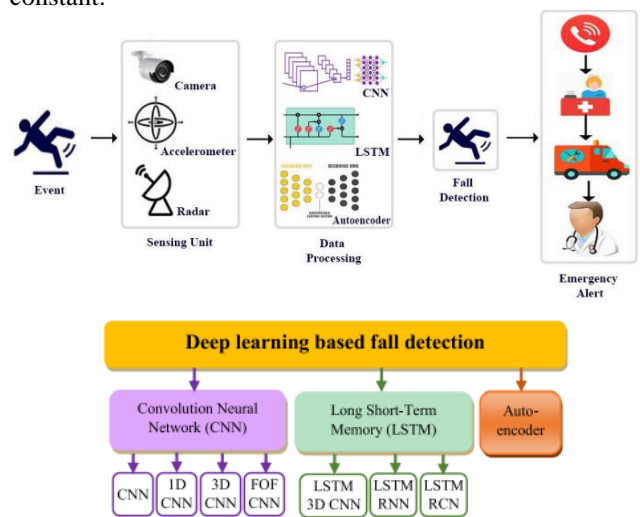 constant.
Camera
Accelerometer
Radar
Event
Sensing Unit
CNN
LSTM
Autoencoder
Data
Processing
Fall
Detection
Emergency
Alert
Deep learning based fall detection
Convolution Neural
Network (CNN)
Long Short-Term
Memory (LSTM)
Auto-
encoder
CNN
1D
CNN
3D
CNN
FOF
CNN
LSTM
3D CNN
LSTM
RNN
LSTM
RCN